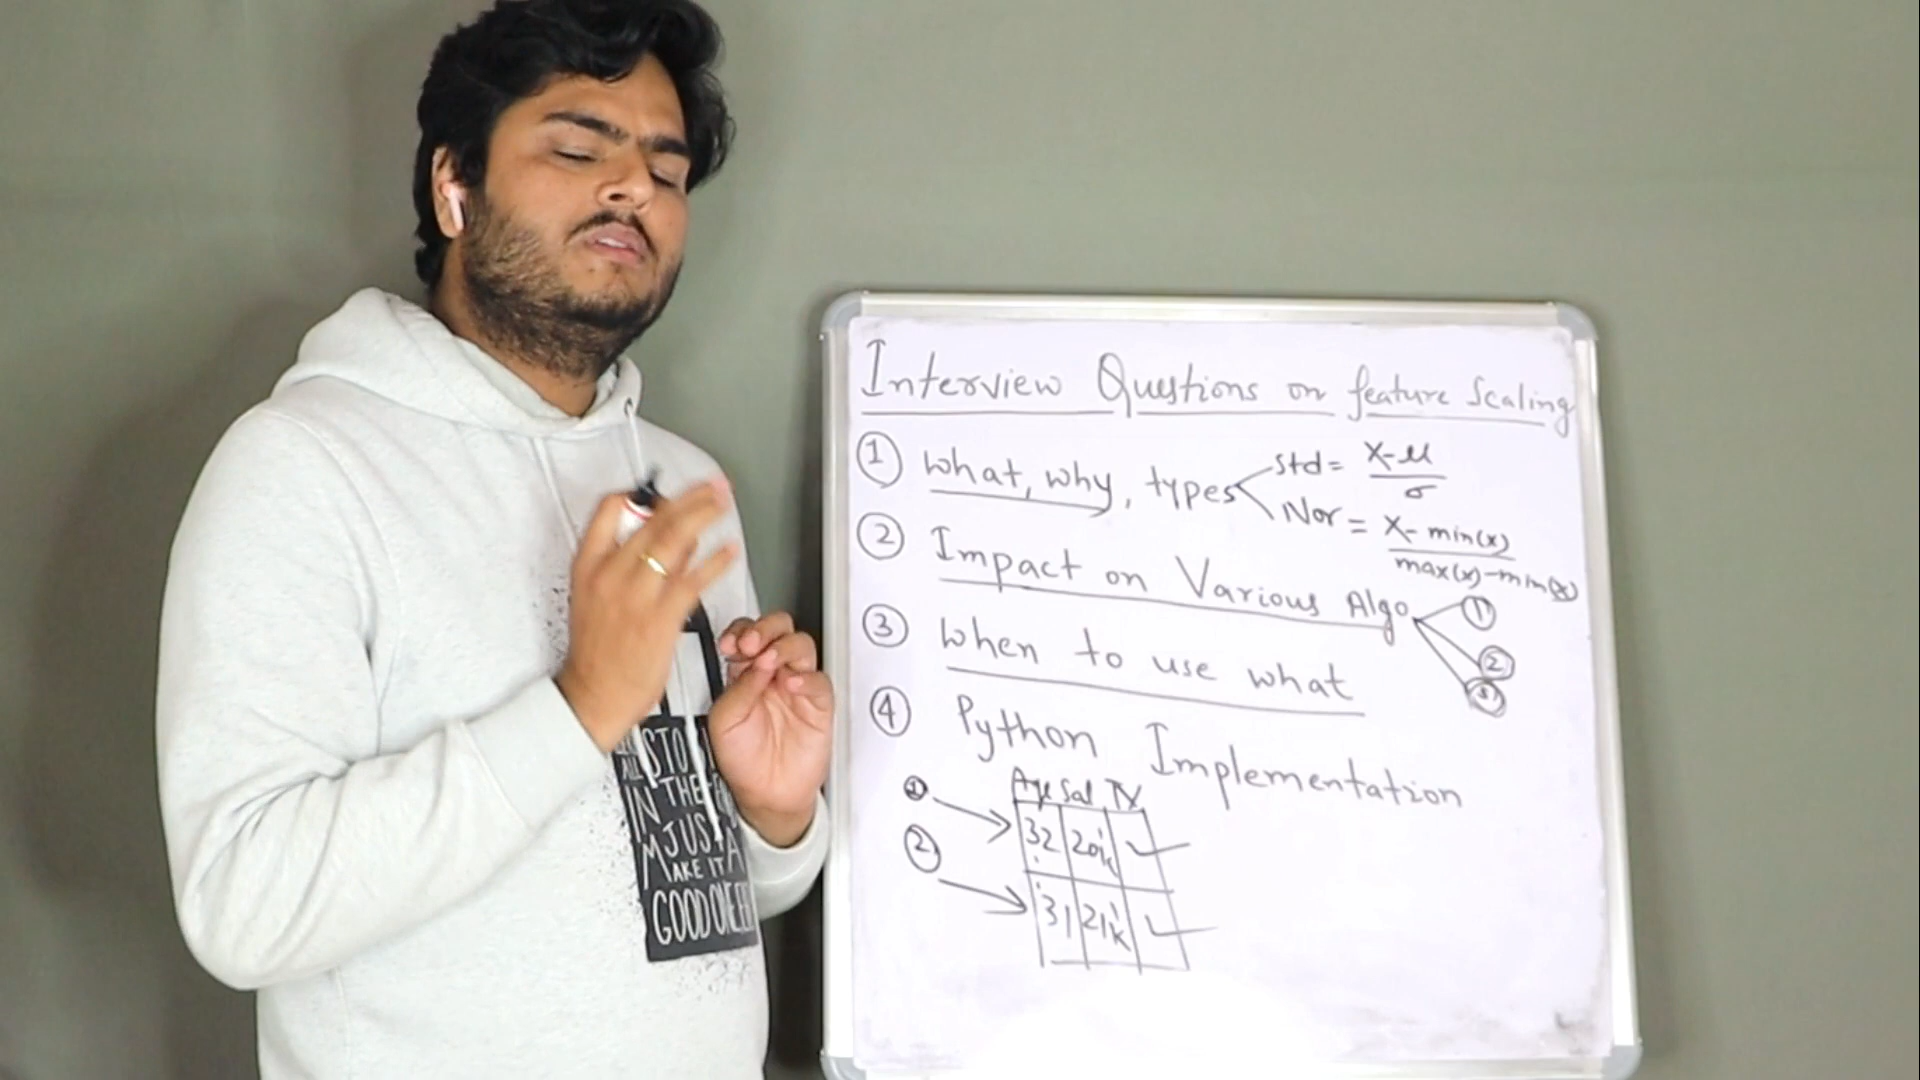 Interview Questions on feature Scaling
① what, why, types
Std = X-μ / σ
Nor = X- min(x) / max(x)-min(x)
② Impact on Various Algo
①
②
③ when to use what
④ Python Implementation
Age Sal
① 32 20k
② 31 21k
STO
ALL
IN THE
M JUST A
AKE IT
GOOD ONE